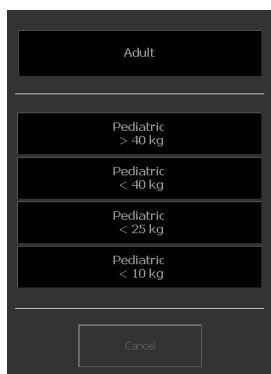 Adult
Pediatric
> 40 kg
Pediatric
< 40 kg
Pediatric
< 25 kg
Pediatric
< 10 kg
Cancel